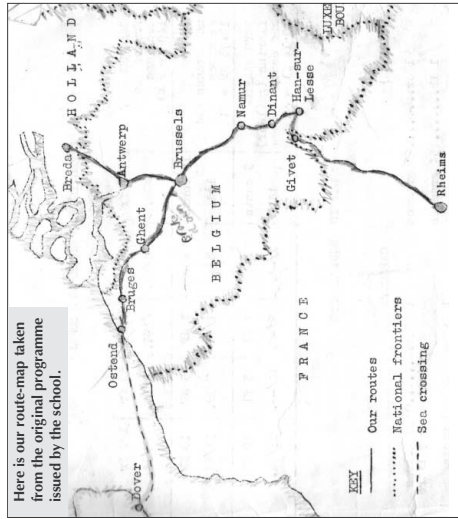 Here is our route-map taken
from the original programme
issued by the school.
HOLLAND
Breda
Antwerp
Brussels
Ghent
Bruges
Ostend
Dover
BELGIUM
Namur
Dinant
Han-sur-
Lesse
Givet
LUXE
BOU
Rheims
FRANCE
KEY
Our routes
National frontiers
Sea crossing